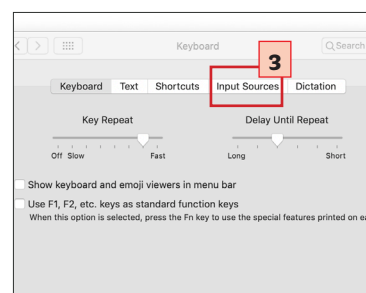 Keyboard
3
Search
Keyboard Text Shortcuts Input Sources Dictation
Key Repeat Delay Until Repeat
Off Slow Fast Long Short
Show keyboard and emoji viewers in menu bar
Use F1, F2, etc. keys as standard function keys
When this option is selected, press the Fn key to use the special features printed on ea